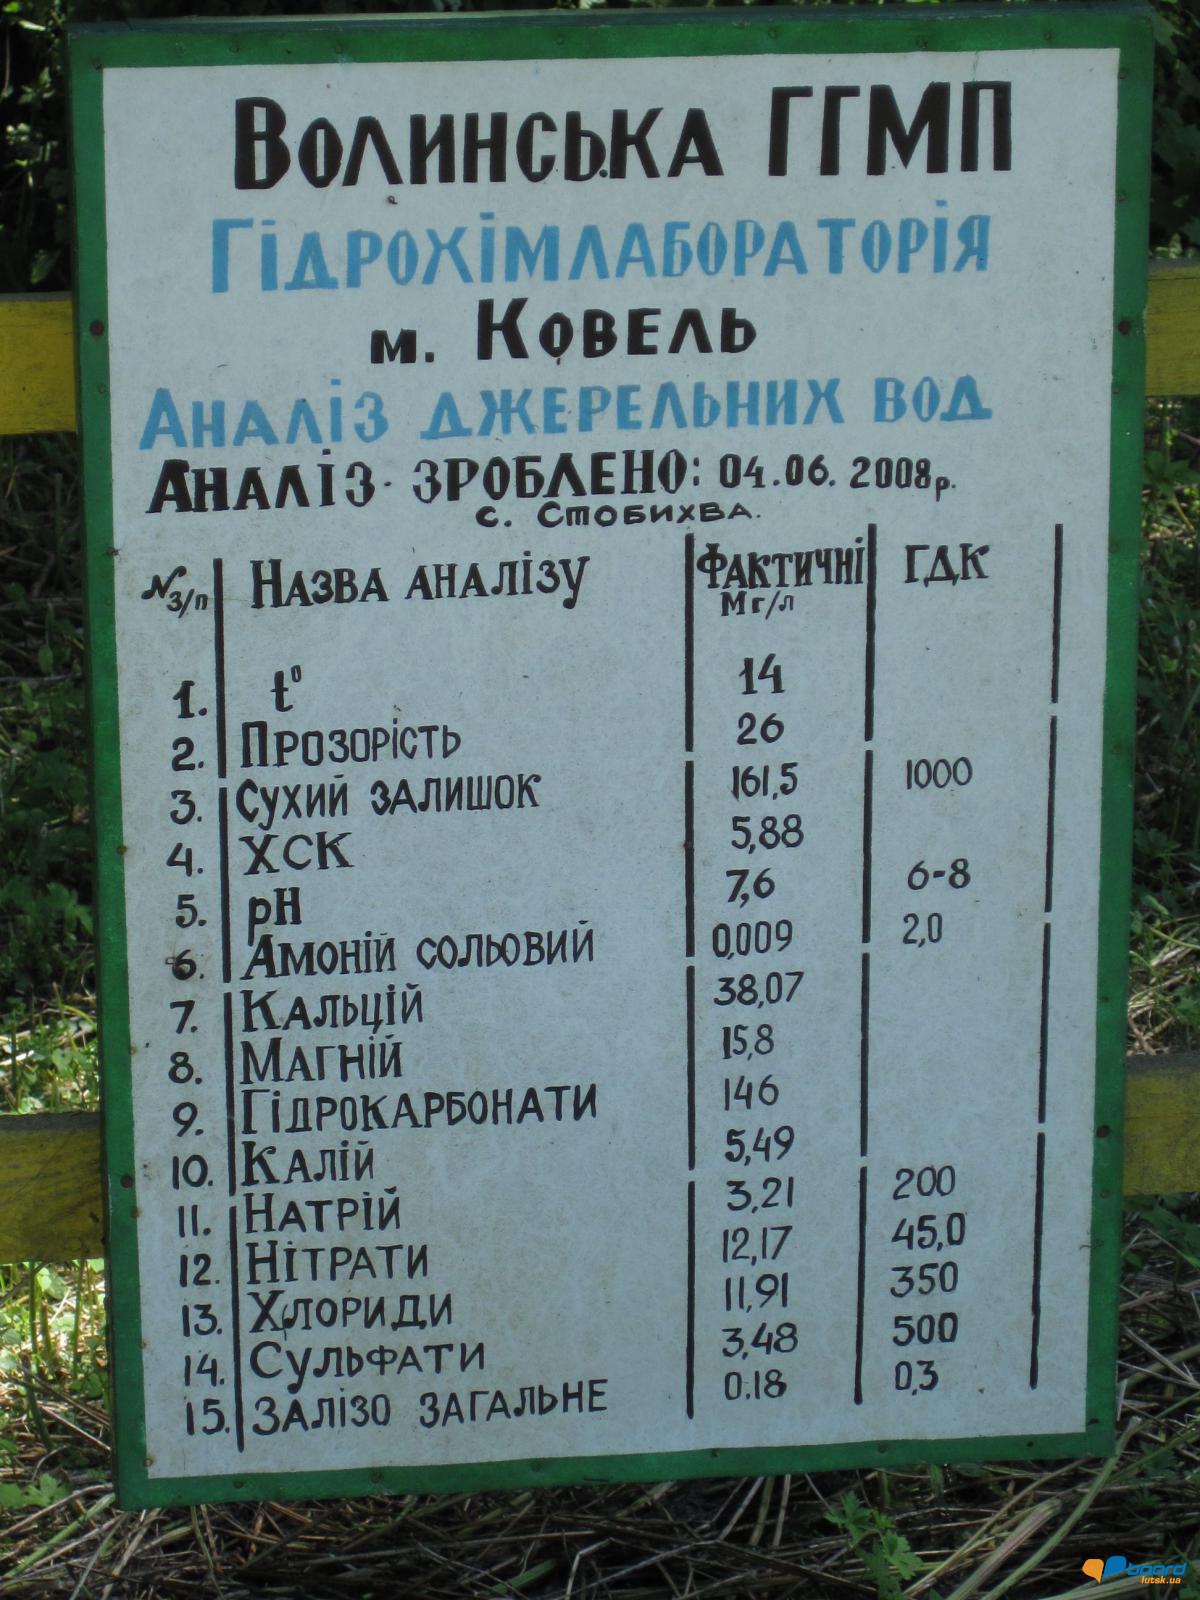 Волинська ГГМП
Гідрохімлабораторія
м. Ковель
Аналіз джерельних вод
Аналіз зроблено: 04.06.2008р.
с. Стобихва.
№ з/п Назва аналізу Фактичні Мг/л ГДК
1. t° 14
2. Прозорість 26
3. Сухий залишок 161,5 1000
4. ХСК 5,88
5. pH 7,6 6-8
6. Амоній сольовий 0,009 2,0
7. Кальцій 38,07
8. Магній 15,8
9. Гідрокарбонати 146
10. Калій 5,49
11. Натрій 3,21 200
12. Нітрати 12,17 45,0
13. Хлориди 11,91 350
14. Сульфати 3,48 500
15. Залізо загальне 0.18 0,3
board
lutsk.ua